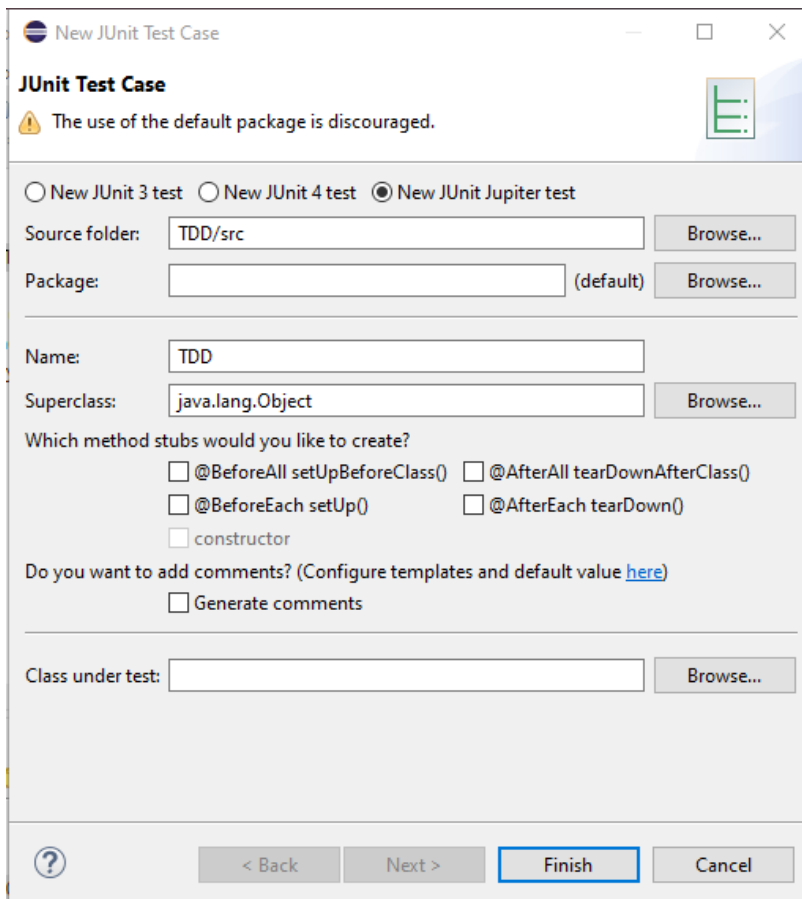 New JUnit Test Case
JUnit Test Case
The use of the default package is discouraged.
New JUnit 3 test New JUnit 4 test New JUnit Jupiter test
Source folder: TDD/src Browse...
Package: (default) Browse...
Name: TDD
Superclass: java.lang.Object Browse...
Which method stubs would you like to create?
@BeforeAll setUpBeforeClass() @AfterAll tearDownAfterClass()
@BeforeEach setUp() @AfterEach tearDown()
constructor
Do you want to add comments? (Configure templates and default value here)
Generate comments
Class under test: Browse...
? < Back Next > Finish Cancel